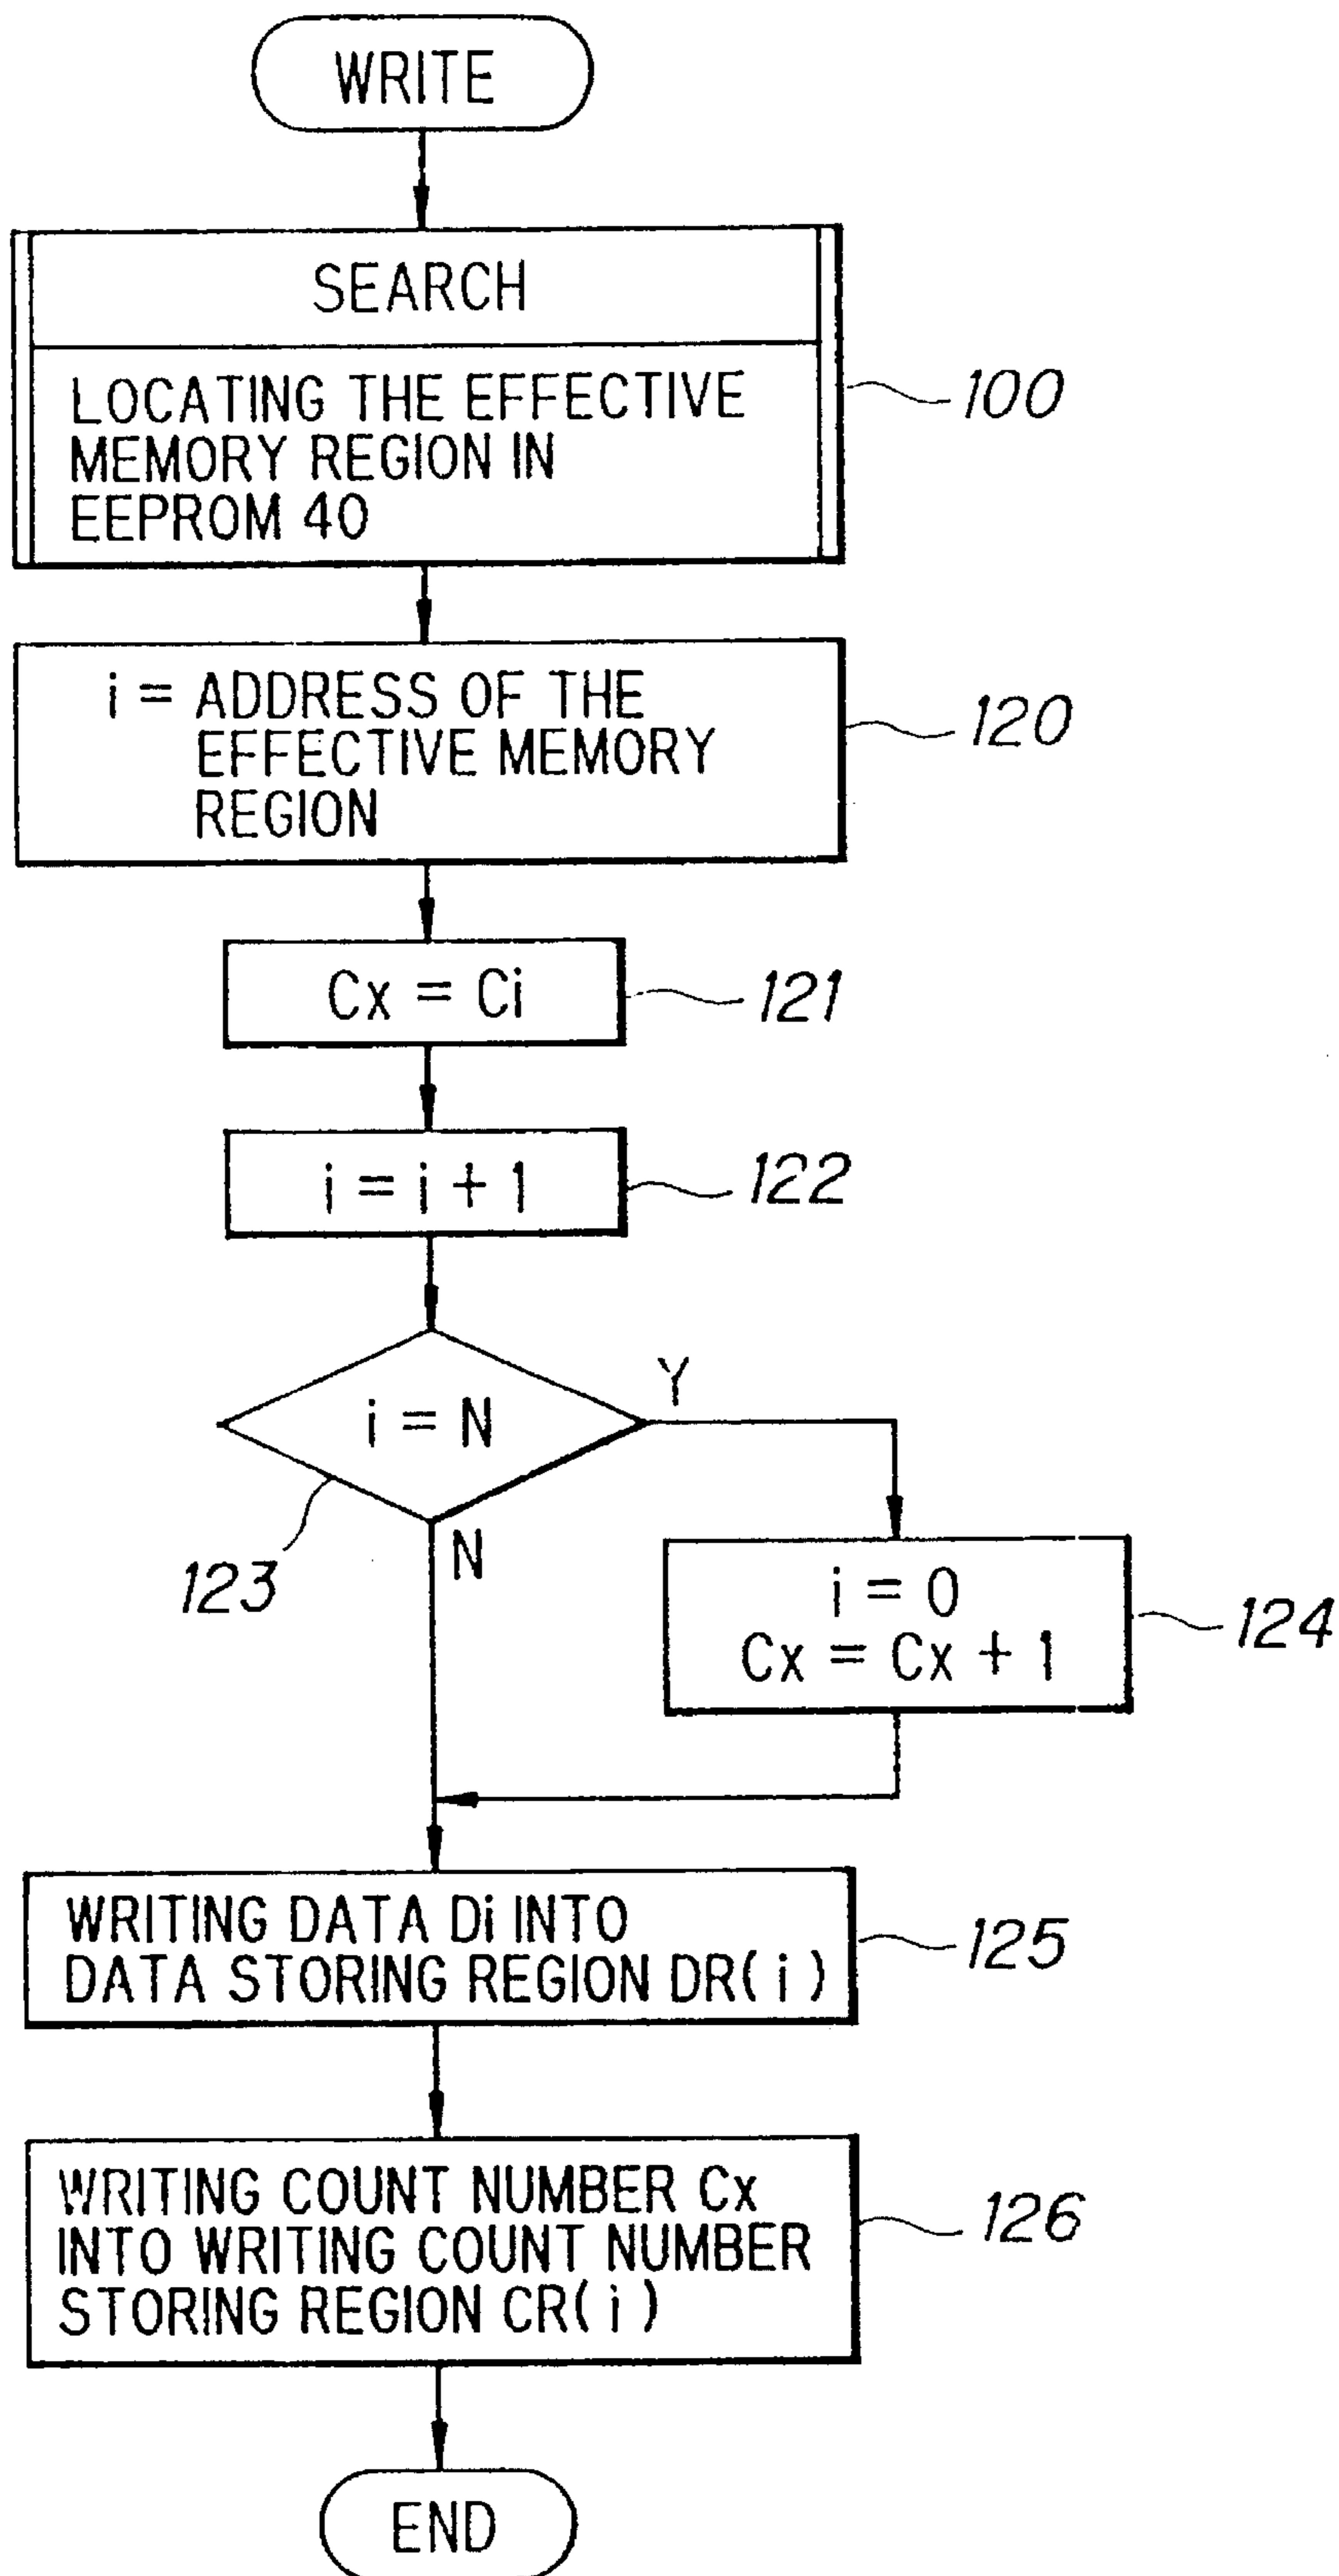 WRITE
SEARCH
LOCATING THE EFFECTIVE
MEMORY REGION IN
EEPROM 40
100
i = ADDRESS OF THE
EFFECTIVE MEMORY
REGION
120
Cx = Ci
121
i = i + 1
122
i = N
Y
N
123
i = 0
Cx = Cx + 1
124
WRITING DATA Di INTO
DATA STORING REGION DR( i )
125
WRITING COUNT NUMBER Cx
INTO WRITING COUNT NUMBER
STORING REGION CR( i )
126
END